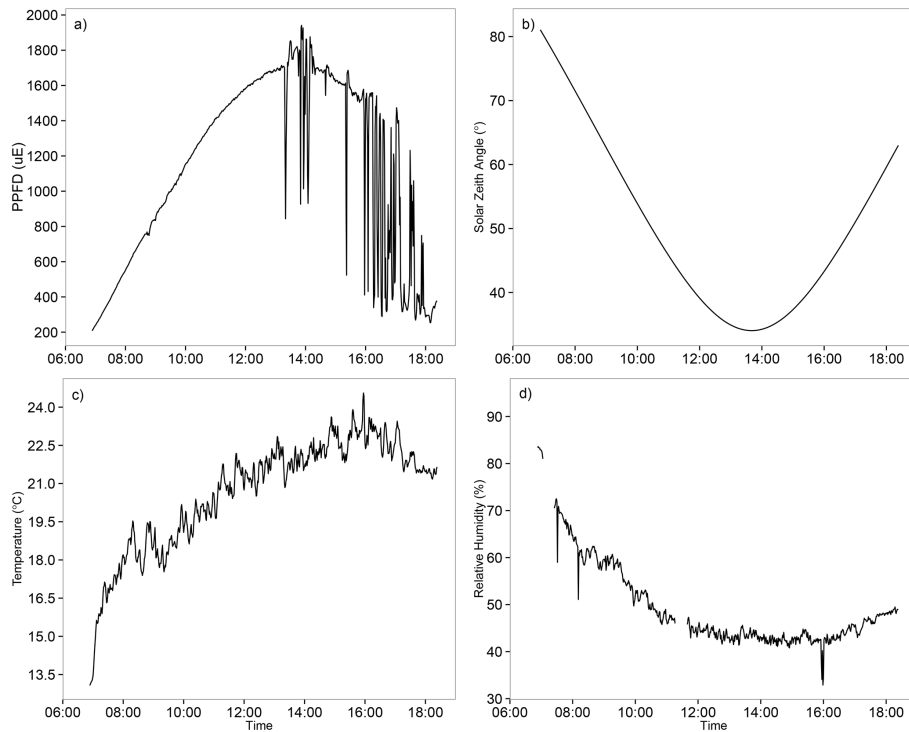 a)
PPFD (uE)
2000
1800
1600
1400
1200
1000
800
600
400
200
06:00 08:00 10:00 12:00 14:00 16:00 18:00
b)
Solar Zeith Angle (°)
80
70
60
50
40
06:00 08:00 10:00 12:00 14:00 16:00 18:00
c)
Temperature (°C)
24.0
22.5
21.0
19.5
18.0
16.5
15.0
13.5
06:00 08:00 10:00 12:00 14:00 16:00 18:00
Time
d)
Relative Humidity (%)
90
80
70
60
50
40
30
06:00 08:00 10:00 12:00 14:00 16:00 18:00
Time